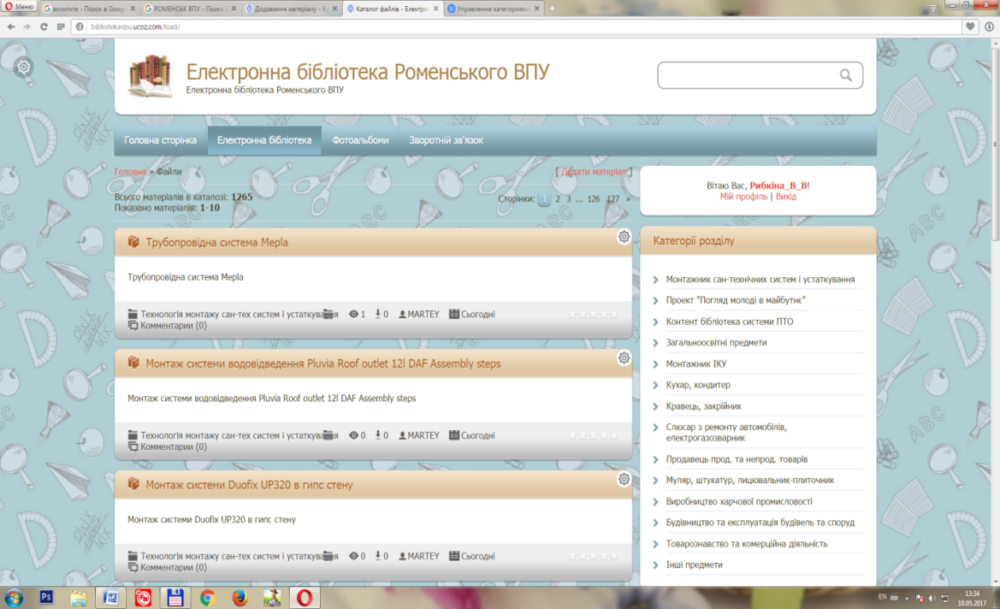 Меню
вконткте - Поиск в Goog
РОМЕНСЬК ВПУ - Поиск
Додавання матеріалу - К
Каталог файлів - Електро
Управление категориями
bibliotekavpu.ucoz.com/load/
Електронна бібліотека Роменського ВПУ
Електронна бібліотека Роменського ВПУ
Головна сторінка
Електронна бібліотека
Фотоальбоми
Зворотній зв'язок
Головна » Файли
[ Додати матеріал ]
Всього матеріалів в каталозі: 1265
Показано матеріалів: 1-10
Сторінки: 1 2 3 ... 126 127 »
Вітаю Вас, Рибкіна_В_В!
Мій профіль | Вихід
Трубопровідна система Mepla
Трубопровідна система Mepla
Технологія монтажу сан-тех систем і устаткування 1 0 MARTEY Сьогодні
Комментарии (0)
Монтаж системи водовідведення Pluvia Roof outlet 12l DAF Assembly steps
Монтаж системи водовідведення Pluvia Roof outlet 12l DAF Assembly steps
Технологія монтажу сан-тех систем і устаткування 0 0 MARTEY Сьогодні
Комментарии (0)
Монтаж системи Duofix UP320 в гипс стену
Монтаж системи Duofix UP320 в гипс стену
Технологія монтажу сан-тех систем і устаткування 0 0 MARTEY Сьогодні
Комментарии (0)
Категорії розділу
Монтажник сан-технічних систем і устаткування
Проект "Погляд молоді в майбутнє"
Контент бібліотека системи ПТО
Загальноосвітні предмети
Монтажник ІКУ
Кухар, кондитер
Кравець, закрійник
Слюсар з ремонту автомобілів,
електрогазозварник
Продавець прод. та непрод. товарів
Муляр, штукатур, лицювальник-плиточник
Виробництво харчової промисловості
Будівництво та експлуатація будівель та споруд
Товарознавство та комерційна діяльність
Інші предмети
ABC
Ps
EN
13:34
10.05.2017